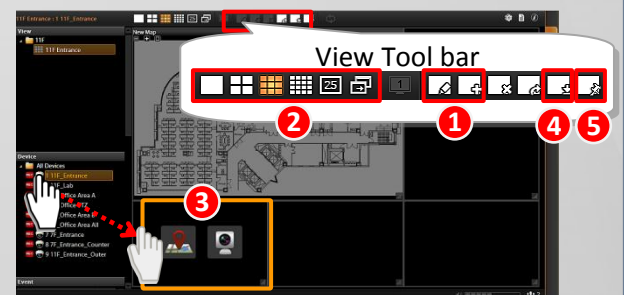 11F Entrance : 1 11F_Entrance
View
11F
11F Entrance
New Map
View Tool bar
25
1
2
1
4
5
Device
All Devices
1 11F_Entrance
11F_Lab
Office Area A
Office PTZ
Office Area
Office Area All
7 7F_Entrance
8 7F_Entrance_Counter
9 11F_Entrance_Outer
3
Event